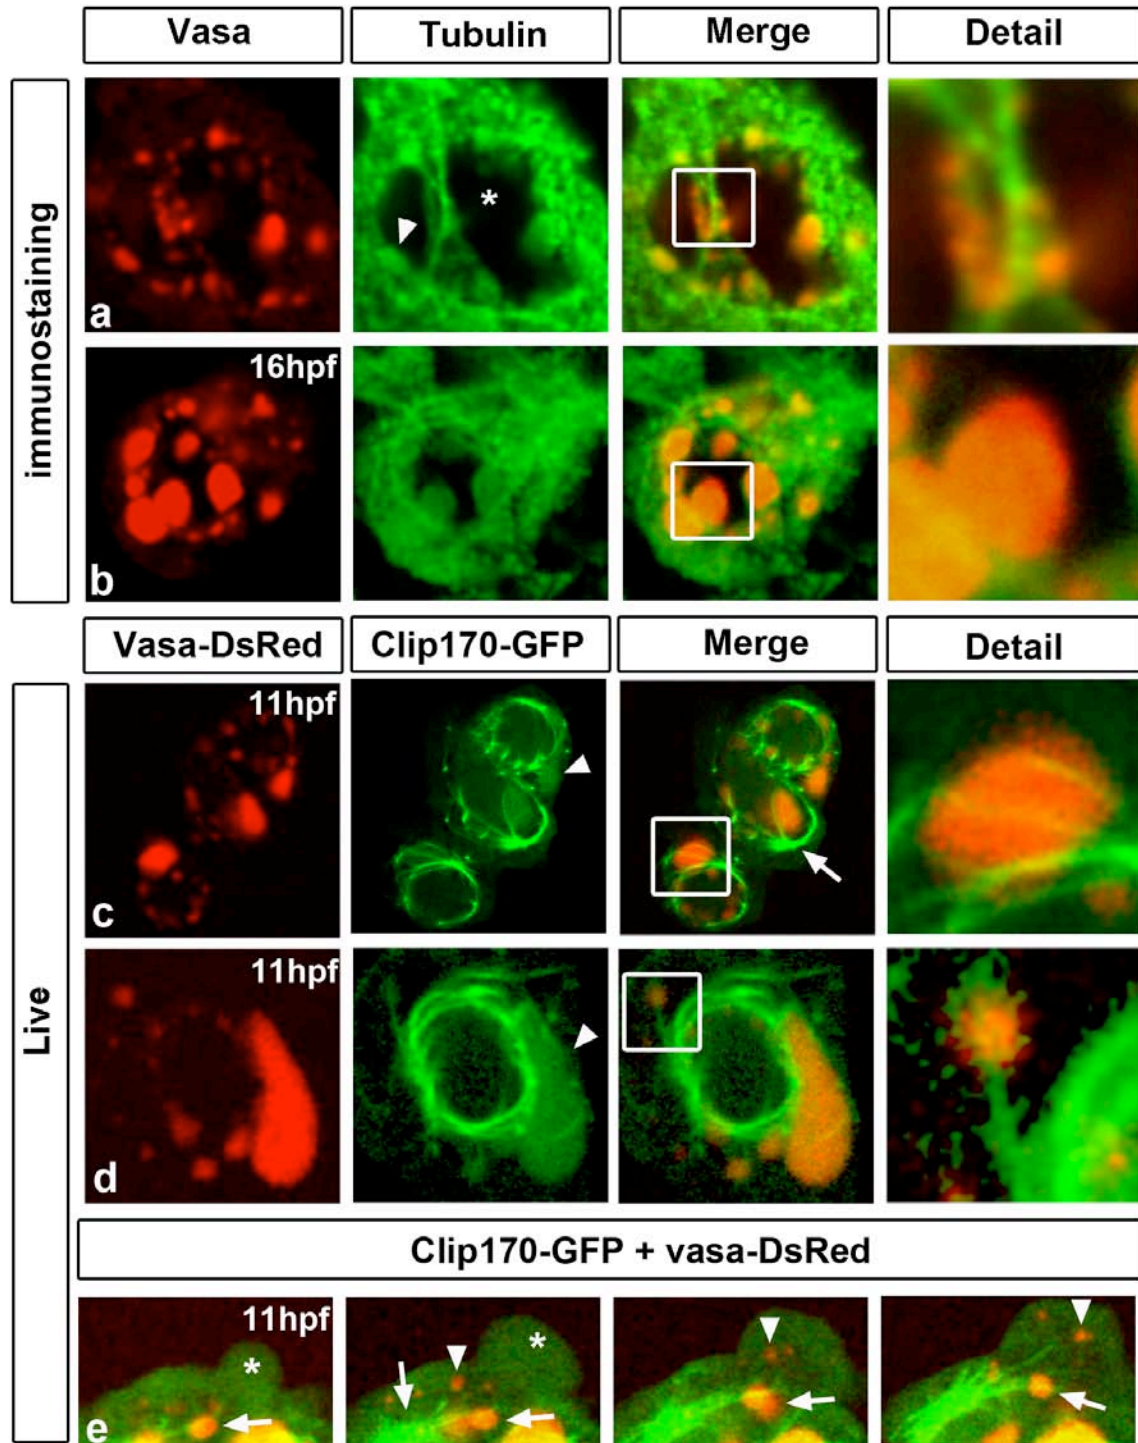 Vasa Tubulin Merge Detail
immunostaining
a
*
16hpf
b
Vasa-DsRed Clip170-GFP Merge Detail
Live
11hpf
c
11hpf
d
Clip170-GFP + vasa-DsRed
11hpf
* *
e